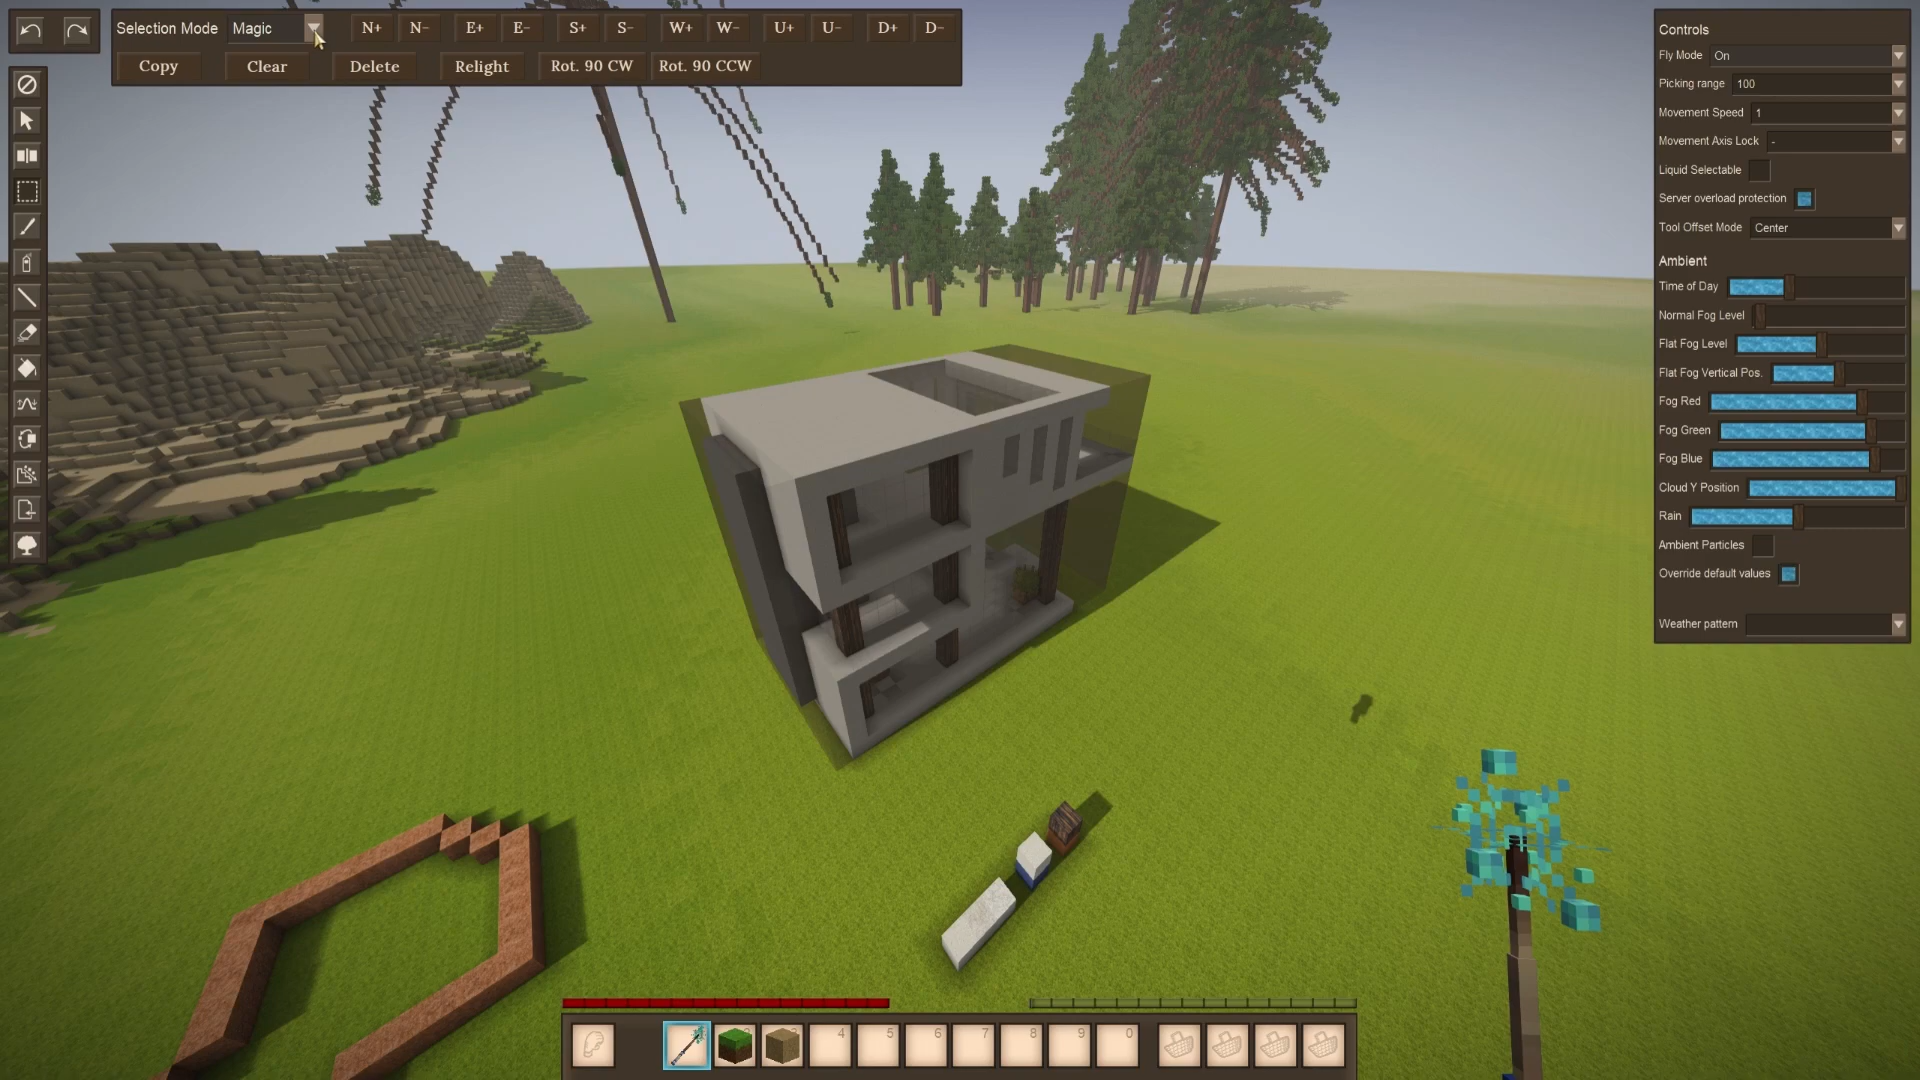 Selection Mode Magic N+ N- E+ E- S+ S- W+ W- U+ U- D+ D-
Copy Clear Delete Relight Rot. 90 CW Rot. 90 CCW
Controls
Fly Mode On
Picking range 100
Movement Speed 1
Movement Axis Lock -
Liquid Selectable
Server overload protection
Tool Offset Mode Center
Ambient
Time of Day
Normal Fog Level
Flat Fog Level
Flat Fog Vertical Pos.
Fog Red
Fog Green
Fog Blue
Cloud Y Position
Rain
Ambient Particles
Override default values
Weather pattern
4 5 6 7 8 9 0